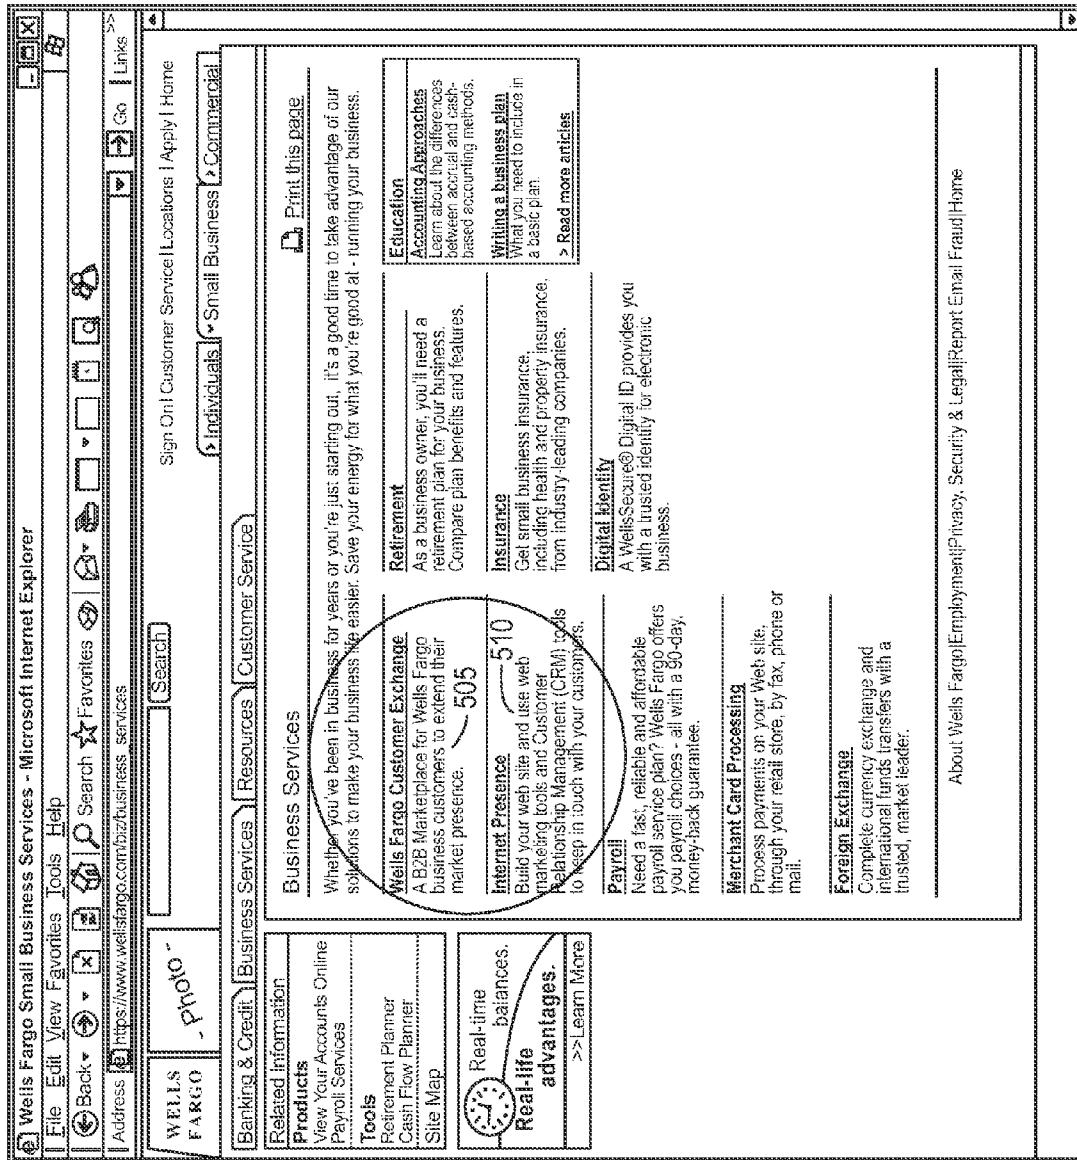 Wells Fargo Small Business Services - Microsoft Internet Explorer
File Edit View Favorites Tools Help
Back Search Favorites
Address https://www.wellsfargo.com/biz/business_services Go Links >>
WELLS
FARGO
- Photo -
Search
Sign On | Customer Service | Locations | Apply | Home
Individuals Small Business Commercial
Banking & Credit Business Services Resources Customer Service
Related Information
Products
View Your Accounts Online
Payroll Services
Tools
Retirement Planner
Cash Flow Planner
Site Map
Real-time
balances.
Real-life
advantages.
>>Learn More
Business Services
Print this page
Whether you've been in business for years or you're just starting out, it's a good time to take advantage of our
solutions to make your business life easier. Save your energy for what you're good at - running your business.
Wells Fargo Customer Exchange
A B2B Marketplace for Wells Fargo
business customers to extend their
market presence.
505
Internet Presence
510
Build your web site and use web
marketing tools and Customer
Relationship Management (CRM) tools
to keep in touch with your customers.
Payroll
Need a fast, reliable and affordable
payroll service plan? Wells Fargo offers
you payroll choices - all with a 90-day,
money-back guarantee.
Merchant Card Processing
Process payments on your Web site,
through your retail store, by fax, phone or
mail.
Foreign Exchange
Complete currency exchange and
international funds transfers with a
trusted, market leader.
Retirement
As a business owner, you'll need a
retirement plan for your business.
Compare plan benefits and features.
Insurance
Get small business insurance,
including health and property insurance,
from industry-leading companies.
Digital Identity
A WellsSecure® Digital ID provides you
with a trusted identity for electronic
business.
Education
Accounting Approaches
Learn about the differences
between accrual and cash-
based accounting methods.
Writing a business plan
What you need to include in
a basic plan.
> Read more articles
About Wells Fargo|Employment|Privacy, Security & Legal|Report Email Fraud|Home